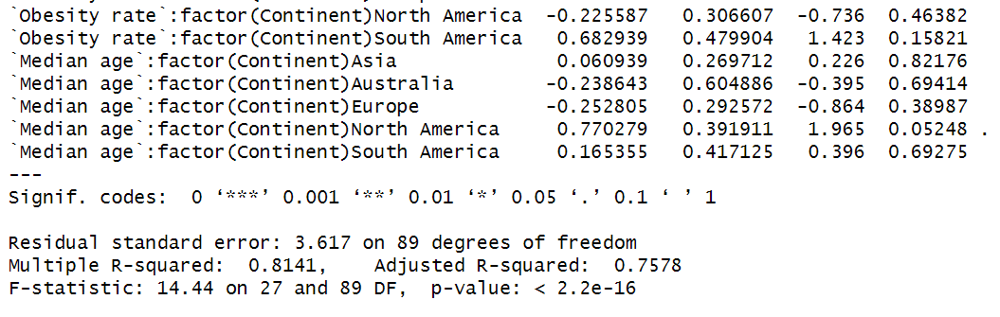 `Obesity rate`:factor(Continent)North America -0.225587 0.306607 -0.736 0.46382
`Obesity rate`:factor(Continent)South America 0.682939 0.479904 1.423 0.15821
`Median age`:factor(Continent)Asia 0.060939 0.269712 0.226 0.82176
`Median age`:factor(Continent)Australia -0.238643 0.604886 -0.395 0.69414
`Median age`:factor(Continent)Europe -0.252805 0.292572 -0.864 0.38987
`Median age`:factor(Continent)North America 0.770279 0.391911 1.965 0.05248 .
`Median age`:factor(Continent)South America 0.165355 0.417125 0.396 0.69275
---
Signif. codes: 0 ‘***’ 0.001 ‘**’ 0.01 ‘*’ 0.05 ‘.’ 0.1 ‘ ’ 1
Residual standard error: 3.617 on 89 degrees of freedom
Multiple R-squared: 0.8141, Adjusted R-squared: 0.7578
F-statistic: 14.44 on 27 and 89 DF, p-value: < 2.2e-16